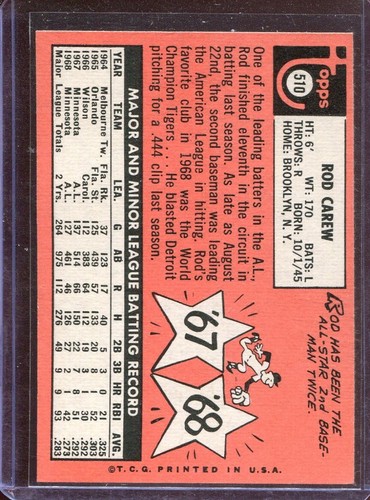 Topps
510
ROD CAREW
HT: 6' WT: 170 BATS: L
THROWS: R BORN: 10/1/45
HOME: BROOKLYN, N. Y.
One of the leading batters in the A.L.,
Rod finished eleventh in the circuit in
batting last season. As late as August
22nd, the second baseman was leading
the American League in hitting. Rod's
favorite club in 1968 was the World
Champion Tigers . . . He blasted Detroit
pitching for a .444 clip last season.
ROD HAS BEEN THE
ALL-STAR 2nd BASE-
MAN TWICE.
'67
'68
MAJOR AND MINOR LEAGUE BATTING RECORD
YEAR TEAM LEA. G AB R H 2B 3B HR RBI AVG.
1964 Melbourne Tw. Fla. Rk. 37 123 17 40 5 3 0 21 .325
1965 Orlando Fla. St. 125 439 57 133 20 8 1 52 .303
1966 Wilson Carol. 112 383 64 112 13 3 1 30 .292
1967 Minnesota A.L. 137 514 66 150 22 7 8 51 .292
1968 Minnesota A.L. 127 461 46 126 27 2 1 42 .273
Major League Totals 2 Yrs. 264 975 112 276 49 9 9 93 .283
© T.C.G. PRINTED IN U.S.A.